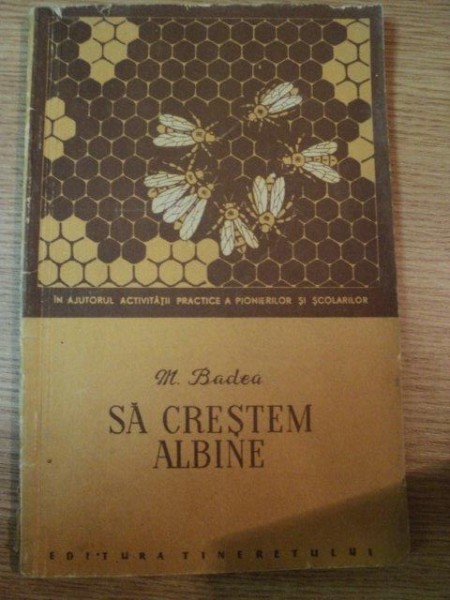 ÎN AJUTORUL ACTIVITĂȚII PRACTICE A PIONIERILOR ȘI ȘCOLARILOR
M. Badea
SĂ CREȘTEM
ALBINE
EDITURA TINERETULUI